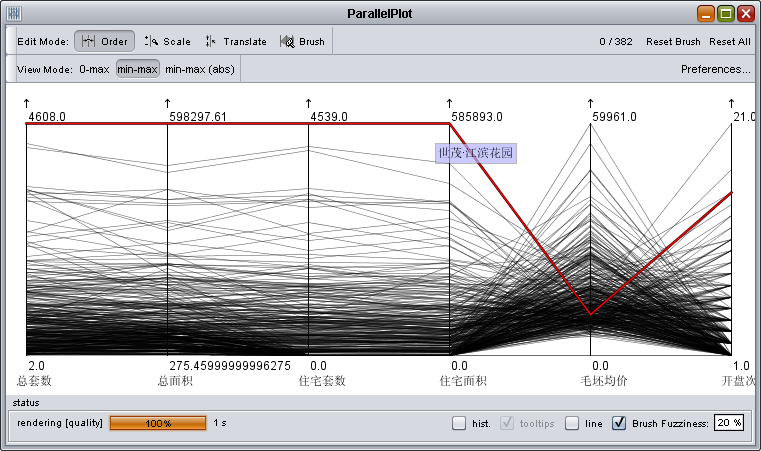 ParallelPlot
Edit Mode: Order Scale Translate Brush 0 / 382 Reset Brush Reset All
View Mode: 0-max min-max min-max (abs) Preferences...
4608.0 598297.61 4539.0 585893.0 59961.0 21.0
世茂·江滨花园
2.0 275.45999999996275 0.0 0.0 0.0 1.0
总套数 总面积 住宅套数 住宅面积 毛坯均价 开盘次
status
rendering [quality] 100% 1 s hist. tooltips line Brush Fuzziness: 20 %